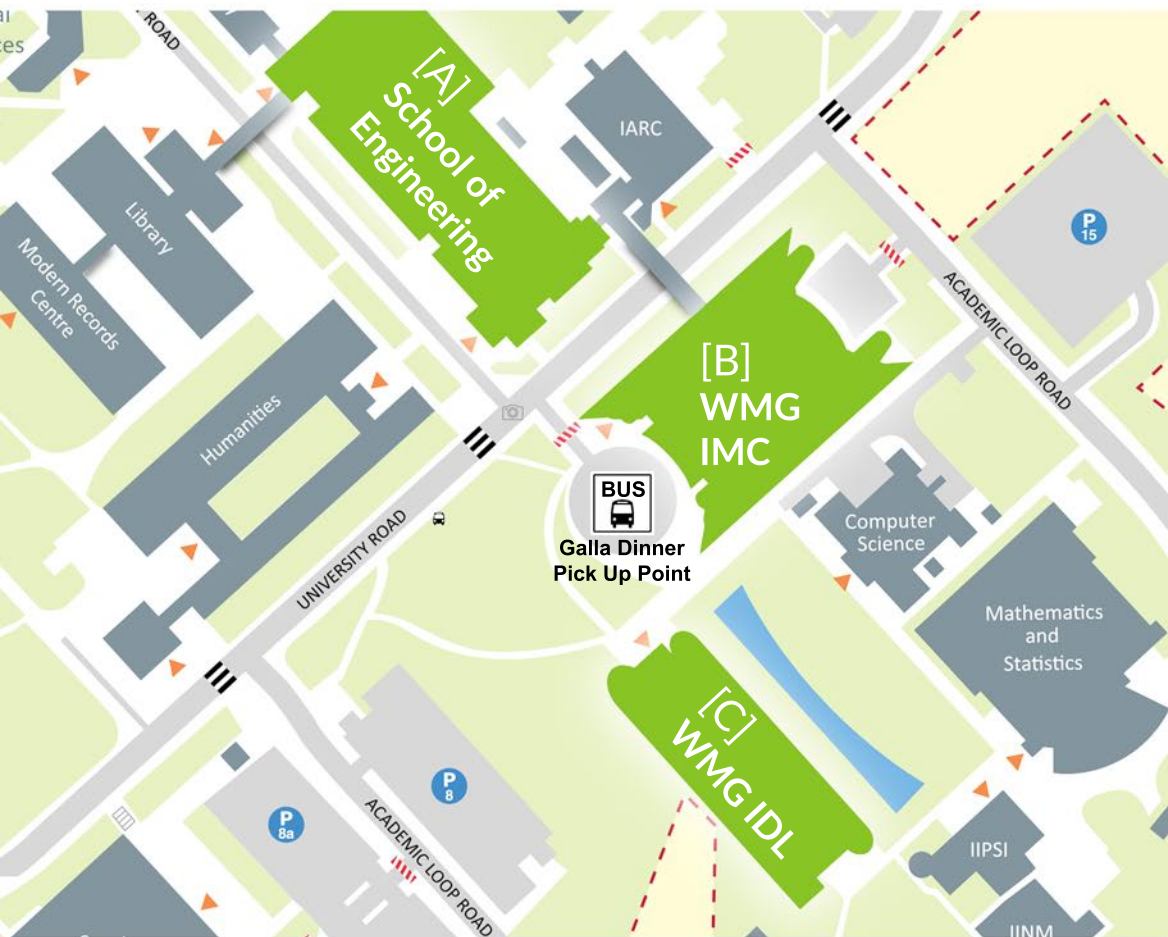 ROAD
ces
[A]
School of
Engineering
IARC
P
15
Library
Modern Records
Centre
ACADEMIC LOOP ROAD
[B]
WMG
IMC
Humanities
BUS
Galla Dinner
Pick Up Point
Computer
Science
UNIVERSITY ROAD
Mathematics
and
Statistics
[C]
WMG IDL
P
8
P
8a
ACADEMIC LOOP ROAD
IIPSI